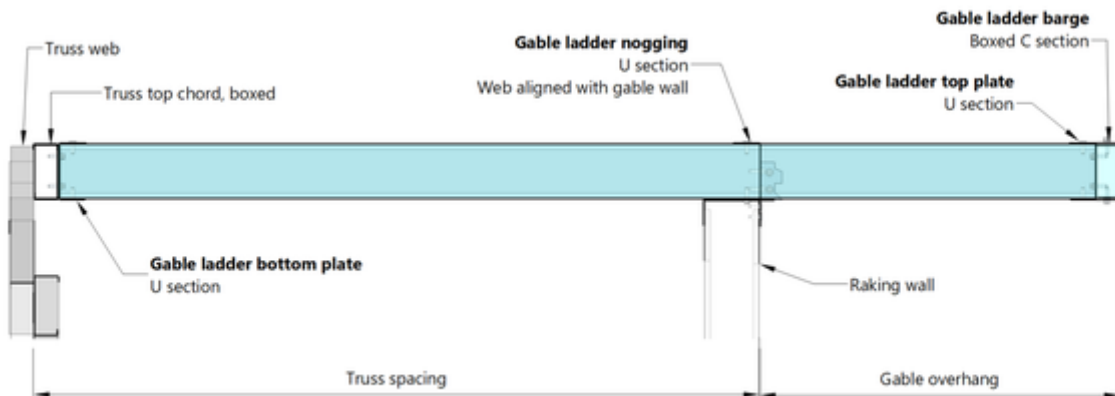 Gable ladder barge
Boxed C section
Truss web
Gable ladder nogging
U section
Web aligned with gable wall
Gable ladder top plate
U section
Truss top chord, boxed
Gable ladder bottom plate
U section
Raking wall
Truss spacing
Gable overhang